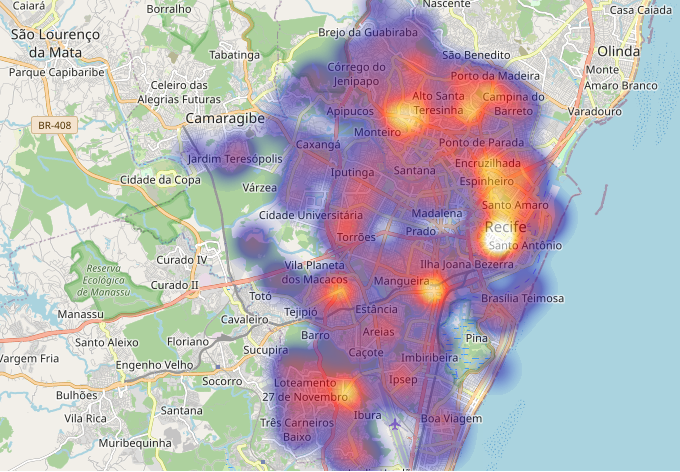 Caiará
Borralho
Nascente
Casa Caiada
São Lourenço
da Mata
Brejo da Guabiraba
Tabatinga
São Benedito
Olinda
Parque Capibaribe
Córrego do
Jenipapo
Porto da Madeira
Monte
Celeiro das
Alegrias Futuras
Amaro Branco
Alto Santa
Teresinha
Campina do
Barreto
BR-408
Camaragibe
Apipucos
Varadouro
Monteiro
Caxangá
Ponto de Parada
Jardim Teresópolis
Iputinga
Santana
Encruzilhada
Cidade da Copa
Várzea
Espinheiro
Santo Amaro
Cidade Universitária
Madalena
Torrões
Prado
Recife
Santo Antônio
Curado IV
Vila Planeta
dos Macacos
Ilha Joana Bezerra
Reserva
Ecológica
de Manassu
Curado II
Mangueira
Totó
Brasília Teimosa
Manassu
Cavaleiro
Tejipió
Estância
Santo Aleixo
Floriano
Barro
Areias
Pina
Vargem Fria
Sucupira
Caçote
Imbiribeira
Engenho Velho
Socorro
Loteamento
27 de Novembro
Ipsep
Bulhões
Vila Rica
Santana
Três Carneiros
Baixo
Ibura
Boa Viagem
Muribequinha